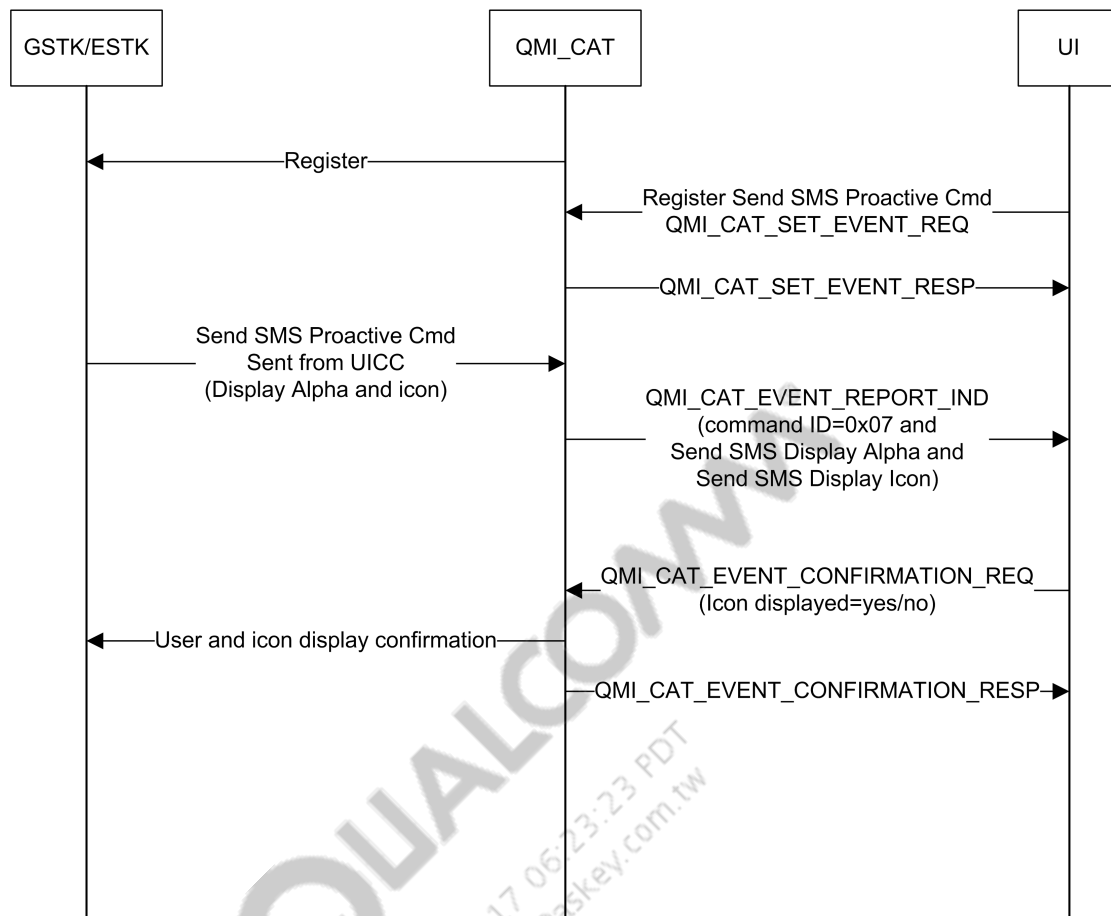 GSTK/ESTK
QMI_CAT
UI
Register
Register Send SMS Proactive Cmd
QMI_CAT_SET_EVENT_REQ
QMI_CAT_SET_EVENT_RESP
Send SMS Proactive Cmd
Sent from UICC
(Display Alpha and icon)
QMI_CAT_EVENT_REPORT_IND
(command ID=0x07 and
Send SMS Display Alpha and
Send SMS Display Icon)
QMI_CAT_EVENT_CONFIRMATION_REQ
(Icon displayed=yes/no)
User and icon display confirmation
QMI_CAT_EVENT_CONFIRMATION_RESP
QUALCOMM
17 06:23:23 PDT
askey.com.tw